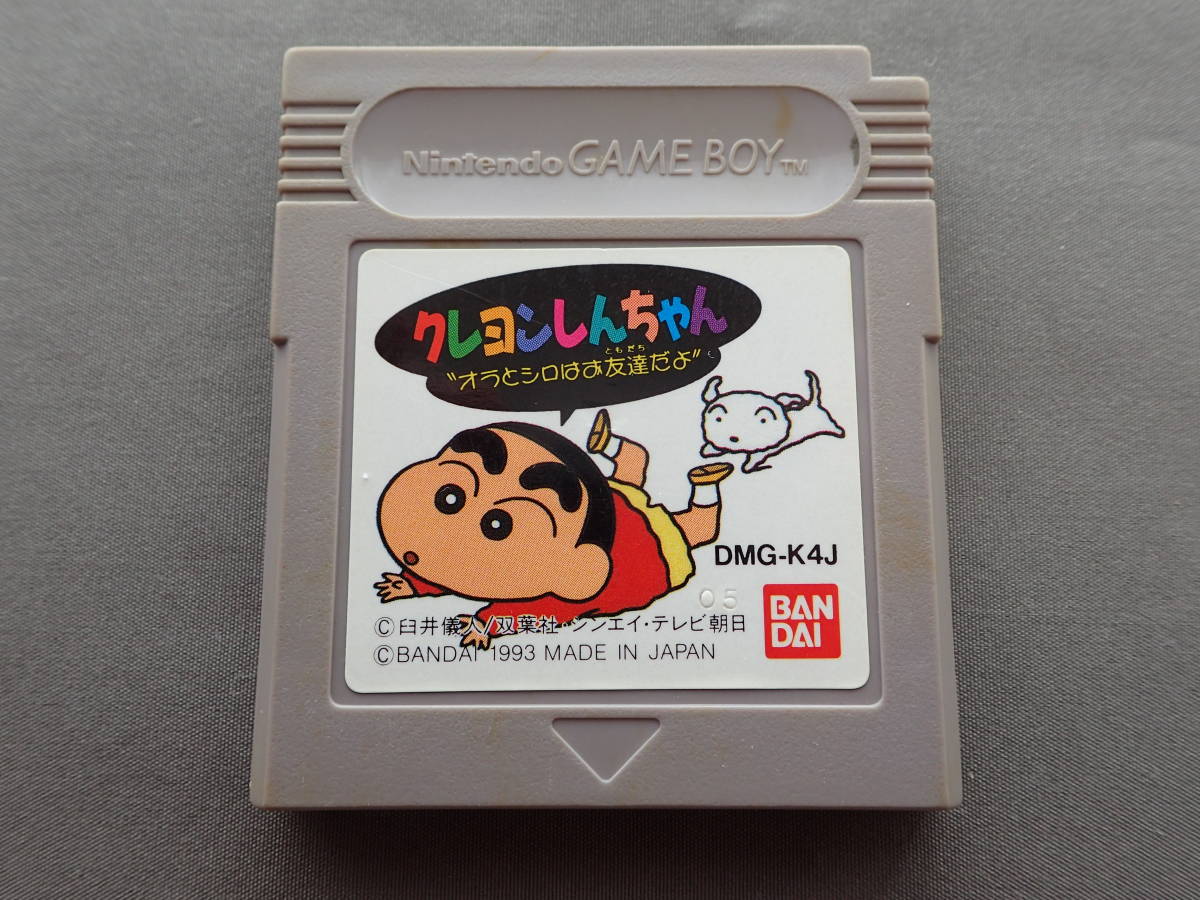 Nintendo GAME BOY TM
クレヨンしんちゃん
ともだち
"オラとシロはお友達だよ"
DMG-K4J
05
©臼井儀人/双葉社・シンエイ・テレビ朝日
©BANDAI 1993 MADE IN JAPAN
BAN
DAI